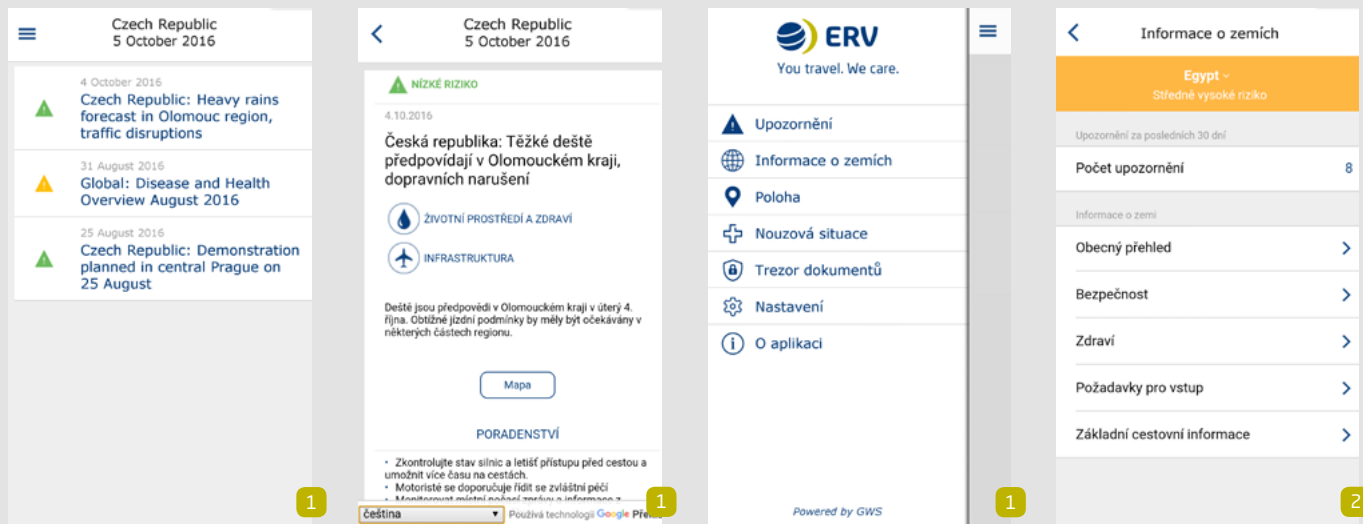 Czech Republic
5 October 2016
4 October 2016
Czech Republic: Heavy rains
forecast in Olomouc region,
traffic disruptions
31 August 2016
Global: Disease and Health
Overview August 2016
25 August 2016
Czech Republic: Demonstration
planned in central Prague on
25 August
1
Czech Republic
5 October 2016
NÍZKÉ RIZIKO
4.10.2016
Česká republika: Těžké deště
předpovídají v Olomouckém kraji,
dopravních narušení
ŽIVOTNÍ PROSTŘEDÍ A ZDRAVÍ
INFRASTRUKTURA
Deště jsou předpovědi v Olomouckém kraji v úterý 4.
října. Obtížné jízdní podmínky by měly být očekávány v
některých částech regionu.
Mapa
PORADENSTVÍ
• Zkontrolujte stav silnic a letišť přístupu před cestou a
umožnit více času na cestách.
• Motoristé se doporučuje řídit se zvláštní péčí
• Monitorovat místní počasí zprávy a informace z
čeština
Používá technologii Google Přek
1
ERV
You travel. We care.
Upozornění
Informace o zemích
Poloha
Nouzová situace
Trezor dokumentů
Nastavení
O aplikaci
Powered by GWS
1
Informace o zemích
Egypt
Středně vysoké riziko
Upozornění za posledních 30 dní
Počet upozornění 8
Informace o zemi
Obecný přehled
Bezpečnost
Zdraví
Požadavky pro vstup
Základní cestovní informace
2